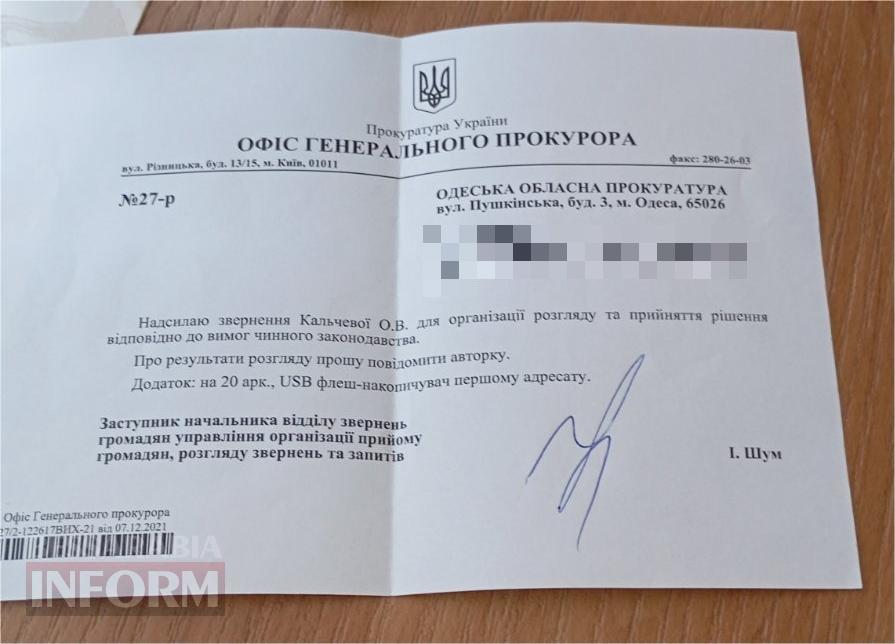 Прокуратура України
ОФІС ГЕНЕРАЛЬНОГО ПРОКУРОРА
вул. Різницька, буд. 13/15, м. Київ, 01011
факс: 280-26-03
№27-р
ОДЕСЬКА ОБЛАСНА ПРОКУРАТУРА
вул. Пушкінська, буд. 3, м. Одеса, 65026
Надсилаю звернення Кальчевої О.В. для організації розгляду та прийняття рішення
відповідно до вимог чинного законодавства.
Про результати розгляду прошу повідомити авторку.
Додаток: на 20 арк., USB флеш-накопичувач першому адресату.
Заступник начальника відділу звернень
громадян управління організації прийому
громадян, розгляду звернень та запитів
І. Шум
Офіс Генерального прокурора
27/2-122617ВИХ-21 від 07.12.2021
INFORM